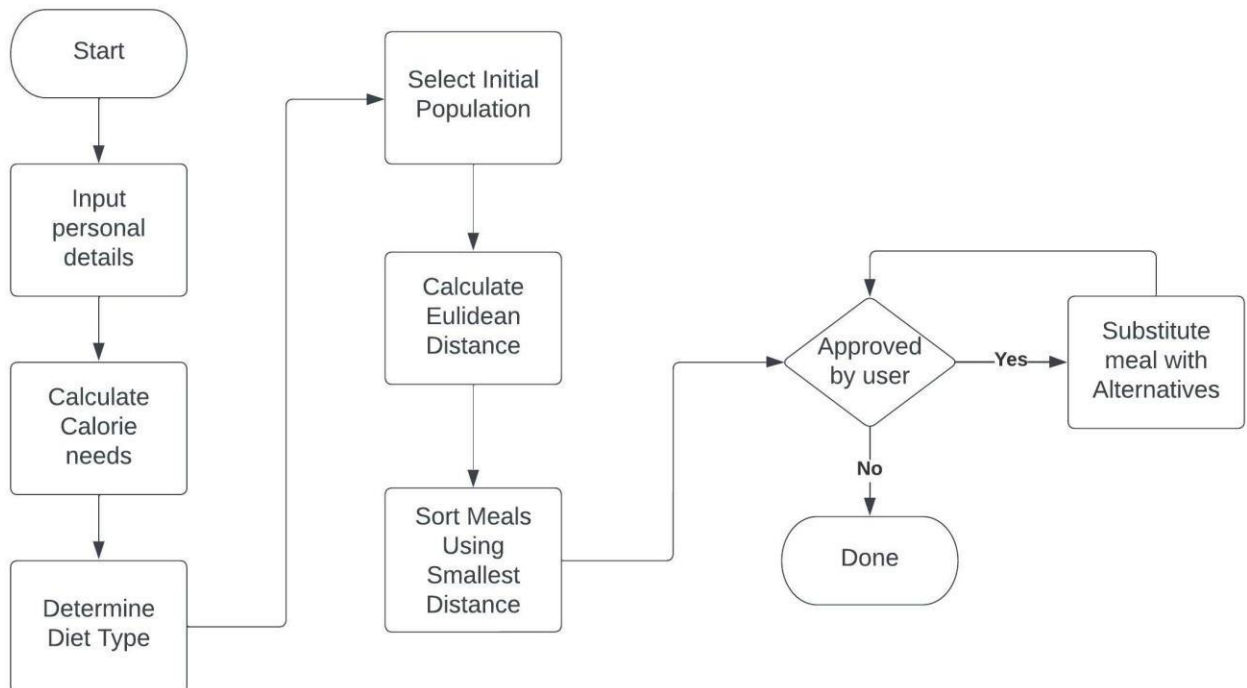 Start
Input
personal
details
Calculate
Calorie
needs
Determine
Diet Type
Select Initial
Population
Calculate
Eulidean
Distance
Sort Meals
Using
Smallest
Distance
Approved
by user
Yes
Substitute
meal with
Alternatives
No
Done